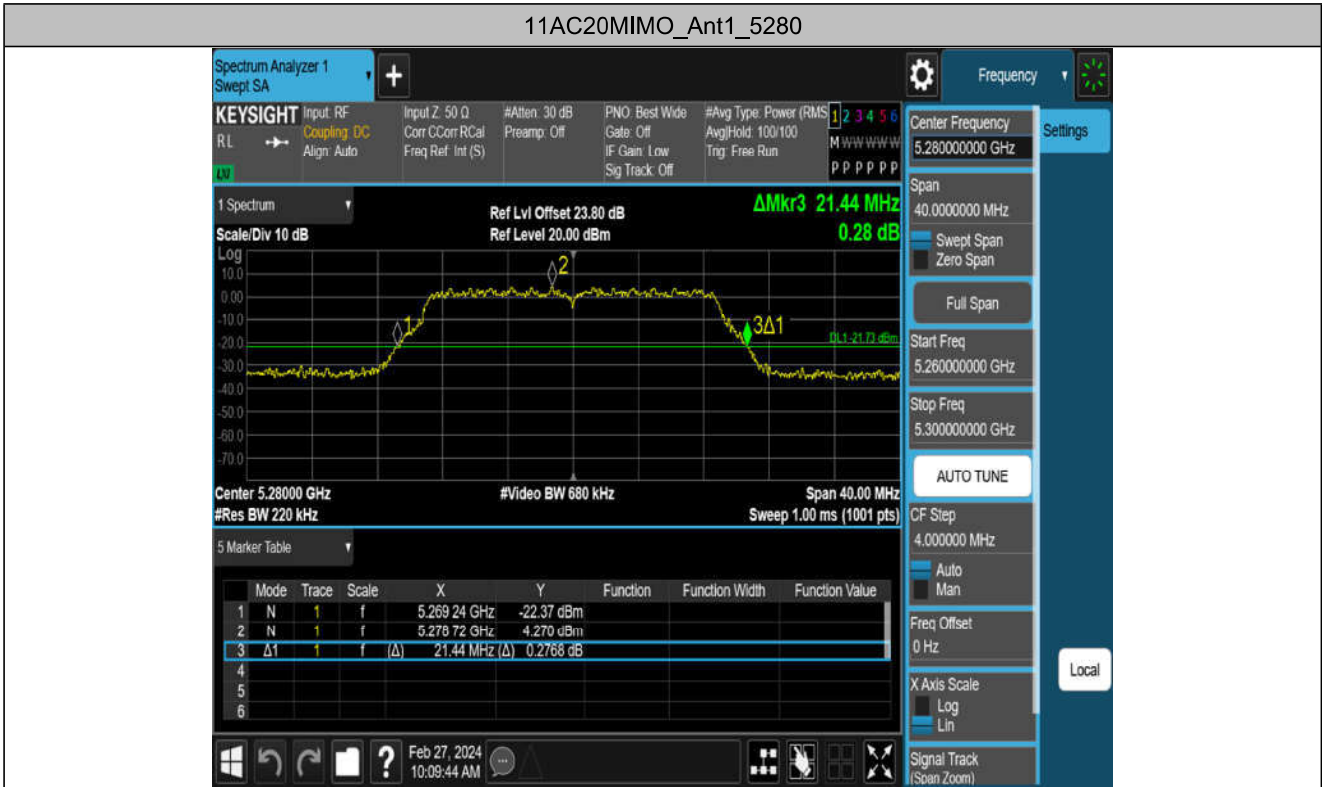 11AC20MIMO_Ant1_5280
Spectrum Analyzer 1
Swept SA
+
Frequency
KEYSIGHT
RL
LXI
Input: RF
Coupling: DC
Align: Auto
Input Z: 50 Ω
Corr CCorr RCal
Freq Ref: Int (S)
#Atten: 30 dB
Preamp: Off
PNO: Best Wide
Gate: Off
IF Gain: Low
Sig Track: Off
#Avg Type: Power (RMS
Avg|Hold: 100/100
Trig: Free Run
1 2 3 4 5 6
M W W W W W
P P P P P P
1 Spectrum
Scale/Div 10 dB
Ref Lvl Offset 23.80 dB
Ref Level 20.00 dBm
ΔMkr3 21.44 MHz
0.28 dB
Log
10.0
0.00
-10.0
-20.0
-30.0
-40.0
-50.0
-60.0
-70.0
1
2
3Δ1
DL1 -21.73 dBm
Center 5.28000 GHz
#Res BW 220 kHz
#Video BW 680 kHz
Span 40.00 MHz
Sweep 1.00 ms (1001 pts)
5 Marker Table
Mode Trace Scale X Y Function Function Width Function Value
1 N 1 f 5.269 24 GHz -22.37 dBm
2 N 1 f 5.278 72 GHz 4.270 dBm
3 Δ1 1 f (Δ) 21.44 MHz (Δ) 0.2768 dB
4
5
6
?
Feb 27, 2024
10:09:44 AM
Center Frequency
5.280000000 GHz
Settings
Span
40.0000000 MHz
Swept Span
Zero Span
Full Span
Start Freq
5.260000000 GHz
Stop Freq
5.300000000 GHz
AUTO TUNE
CF Step
4.000000 MHz
Auto
Man
Freq Offset
0 Hz
Local
X Axis Scale
Log
Lin
Signal Track
(Span Zoom)